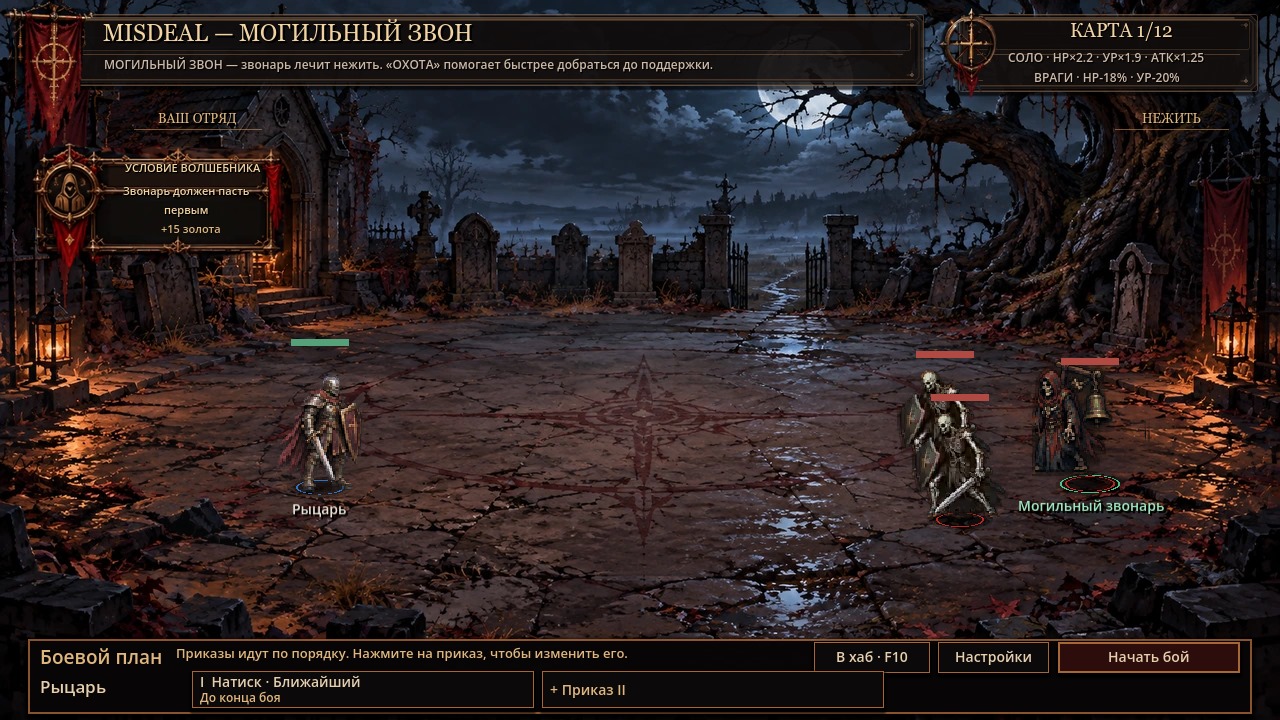 MISDEAL — МОГИЛЬНЫЙ ЗВОН
МОГИЛЬНЫЙ ЗВОН — звонарь лечит нежить. «ОХОТА» помогает быстрее добраться до поддержки.
КАРТА 1/12
СОЛО · HP×2.2 · УР×1.9 · АТК×1.25
ВРАГИ · HP-18% · УР-20%
ВАШ ОТРЯД
НЕЖИТЬ
УСЛОВИЕ ВОЛШЕБНИКА
Звонарь должен пасть
первым
+15 золота
Рыцарь
Могильный звонарь
Боевой план
Приказы идут по порядку. Нажмите на приказ, чтобы изменить его.
В хаб · F10
Настройки
Начать бой
Рыцарь
I Натиск · Ближайший
До конца боя
+ Приказ II